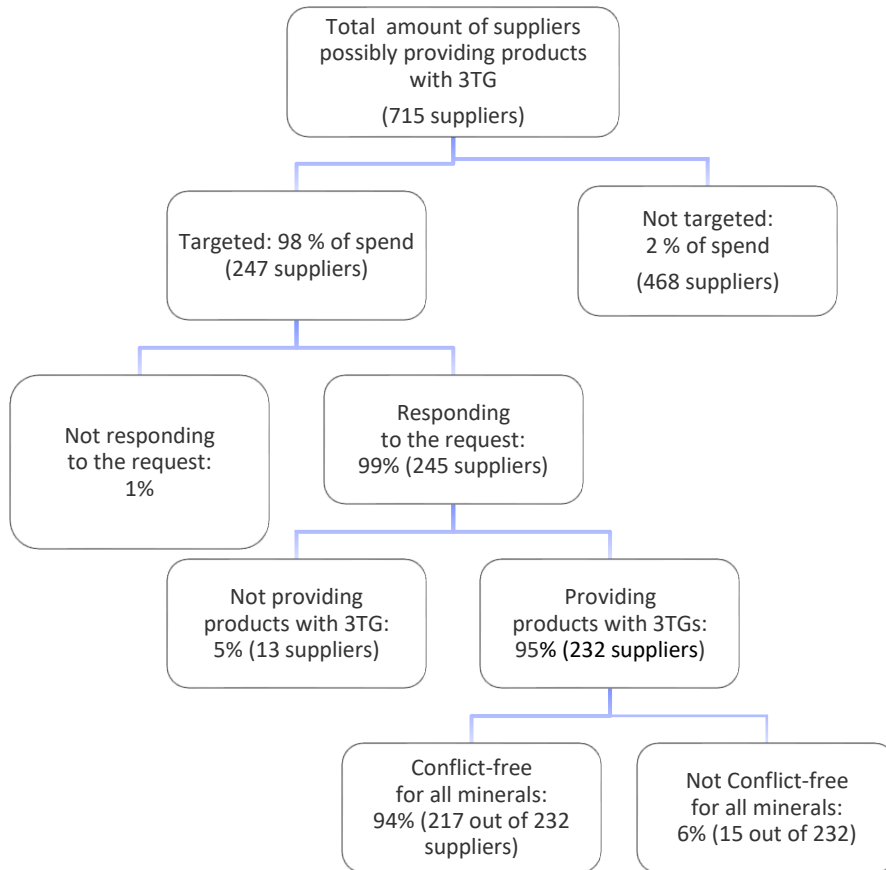 Total amount of suppliers
possibly providing products
with 3TG
(715 suppliers)
Targeted: 98 % of spend
(247 suppliers)
Not targeted:
2 % of spend
(468 suppliers)
Not responding
to the request:
1%
Responding
to the request:
99% (245 suppliers)
Not providing
products with 3TG:
5% (13 suppliers)
Providing
products with 3TGs:
95% (232 suppliers)
Conflict-free
for all minerals:
94% (217 out of 232
suppliers)
Not Conflict-free
for all minerals:
6% (15 out of 232)